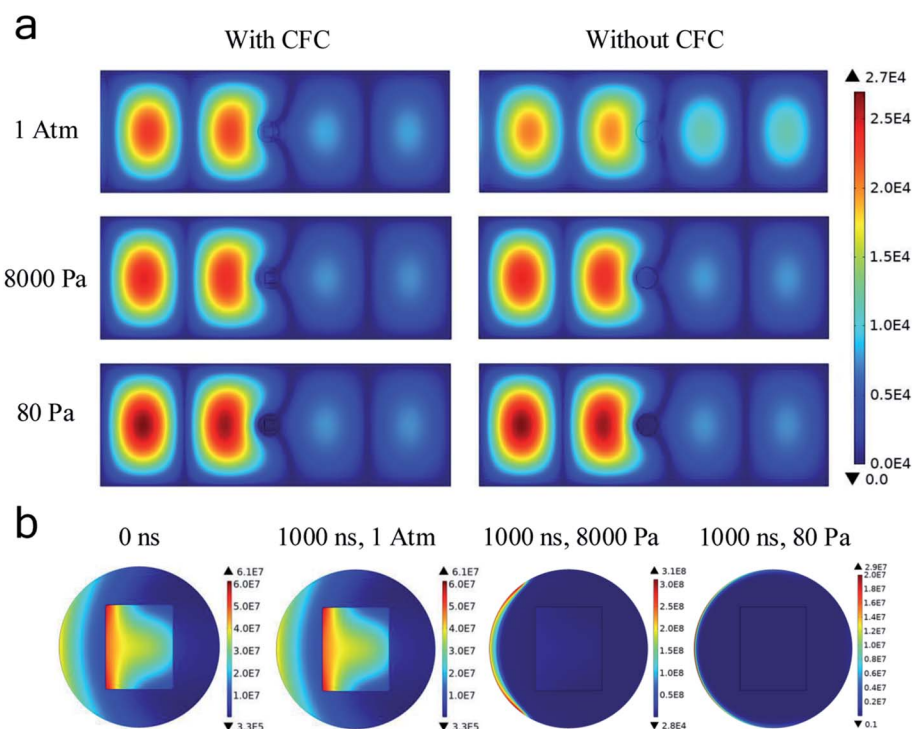 a
With CFC
Without CFC
1 Atm
8000 Pa
80 Pa
2.7E4
2.5E4
2.0E4
1.5E4
1.0E4
0.5E4
0.0E4
0.0
b
0 ns
1000 ns, 1 Atm
1000 ns, 8000 Pa
1000 ns, 80 Pa
6.1E7
6.0E7
5.0E7
4.0E7
3.0E7
2.0E7
1.0E7
3.3E5
6.1E7
6.0E7
5.0E7
4.0E7
3.0E7
2.0E7
1.0E7
3.3E5
3.1E8
3.0E8
2.5E8
2.0E8
1.5E8
1.0E8
0.5E8
2.8E4
2.9E7
2.0E7
1.8E7
1.6E7
1.4E7
1.2E7
1.0E7
0.8E7
0.6E7
0.4E7
0.2E7
0.1